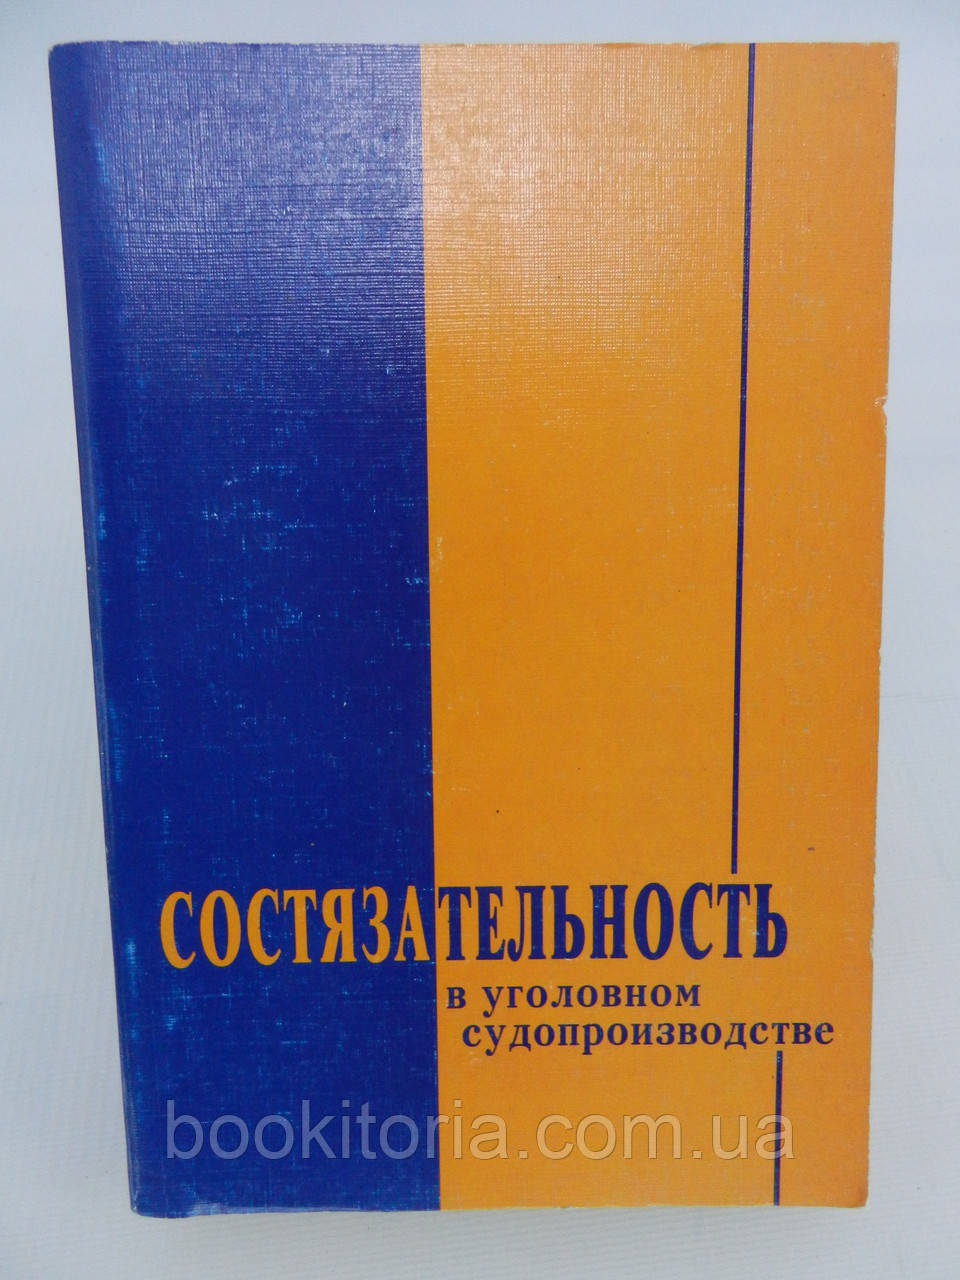 СОСТЯЗАТЕЛЬНОСТЬ
в уголовном
судопроизводстве
bookitoria.com.ua